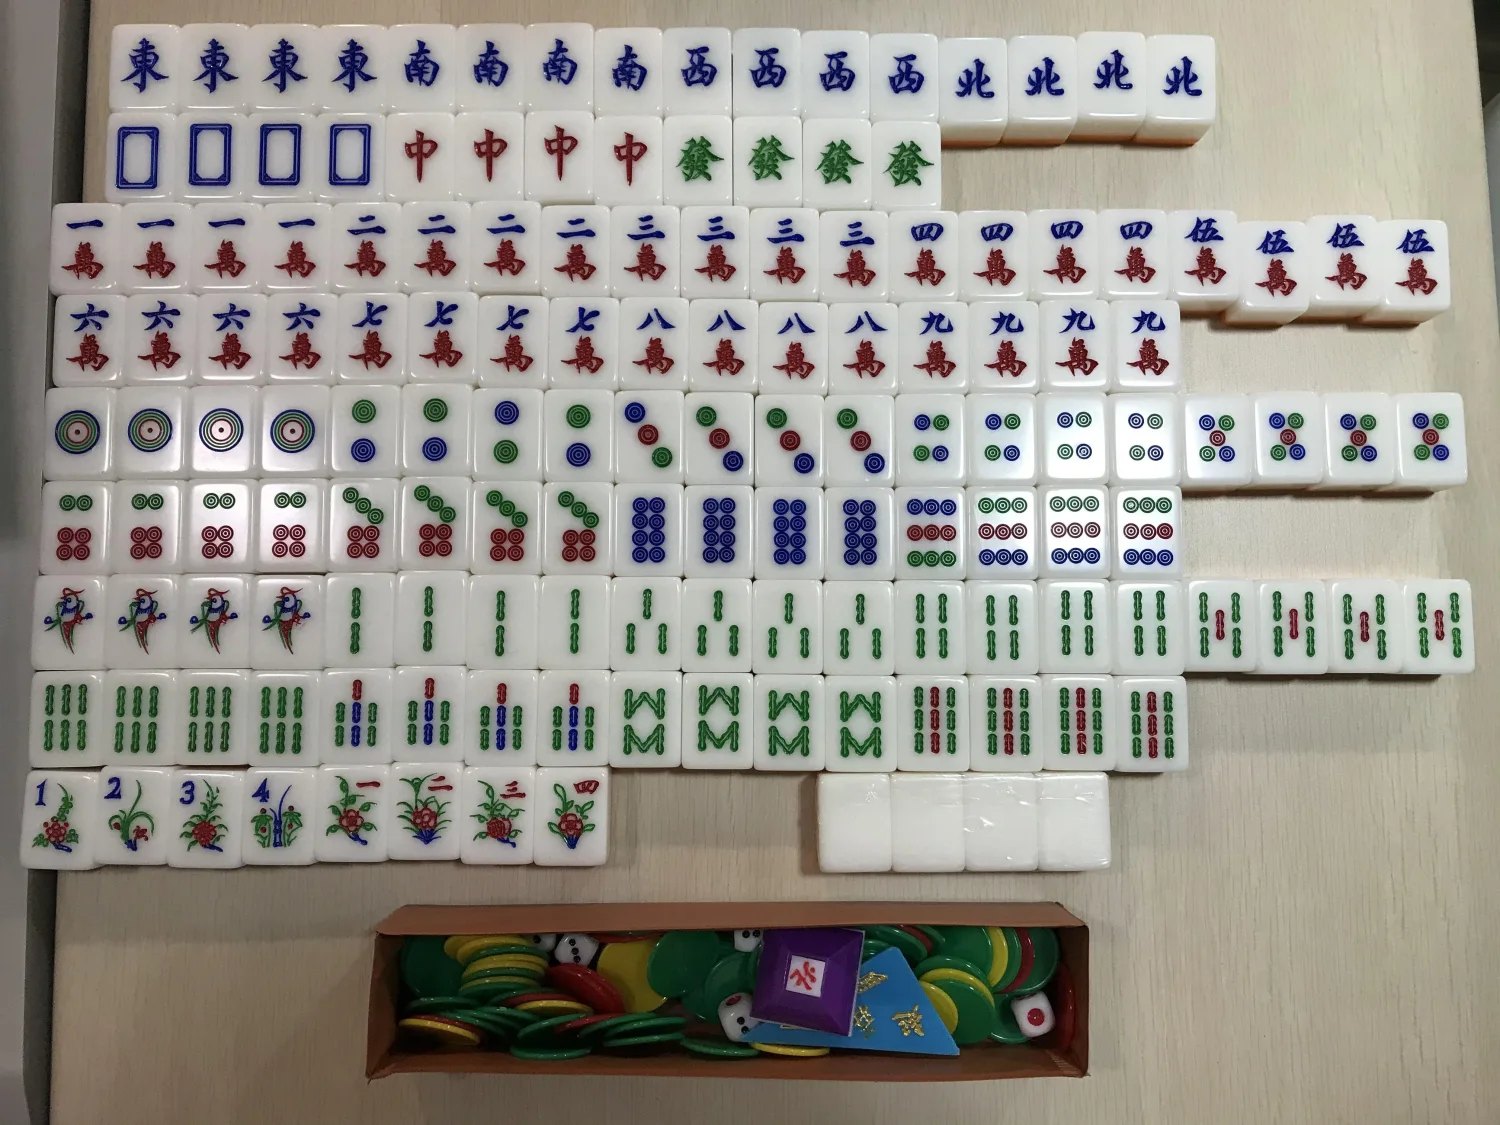 東 東 東 東 南 南 南 南 西 西 西 西 北 北 北 北
中 中 中 中 發 發 發 發
一 一 一 一 二 二 二 二 三 三 三 三 四 四 四 四 伍 伍 伍 伍
萬 萬 萬 萬 萬 萬 萬 萬 萬 萬 萬 萬 萬 萬 萬 萬 萬 萬 萬 萬
六 六 六 六 七 七 七 七 八 八 八 八 九 九 九 九
萬 萬 萬 萬 萬 萬 萬 萬 萬 萬 萬 萬 萬 萬 萬 萬
1 2 3 4 一 二 三 四